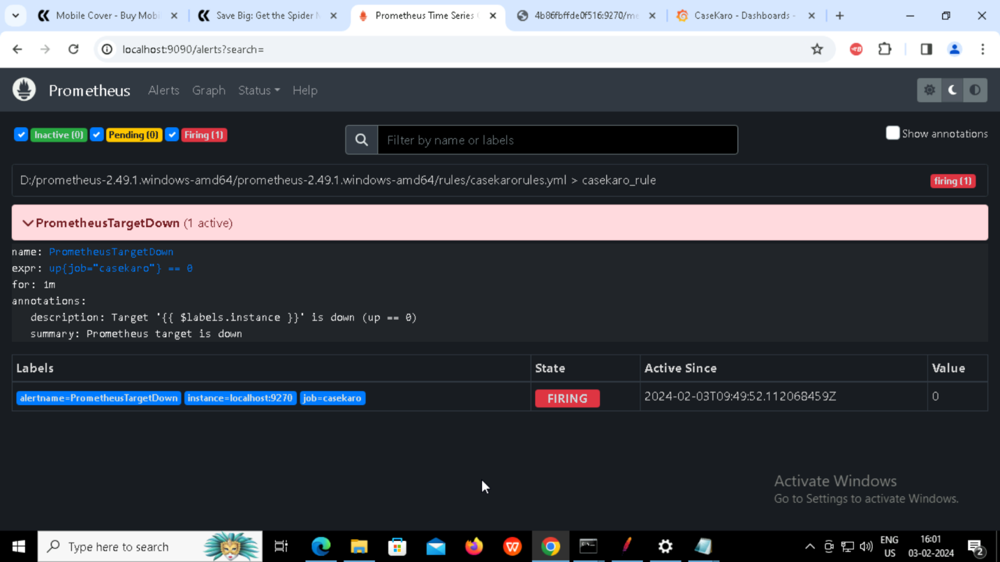 Mobile Cover - Buy Mobi
Save Big: Get the Spider
Prometheus Time Series
4b86fbffde0f516:9270/me
CaseKaro - Dashboards -
localhost:9090/alerts?search=
Prometheus Alerts Graph Status Help
Inactive (0) Pending (0) Firing (1)
Filter by name or labels
Show annotations
D:/prometheus-2.49.1.windows-amd64/prometheus-2.49.1.windows-amd64/rules/casekarorules.yml > casekaro_rule
firing (1)
PrometheusTargetDown (1 active)
name: PrometheusTargetDown
expr: up{job="casekaro"} == 0
for: 1m
annotations:
description: Target '{{ $labels.instance }}' is down (up == 0)
summary: Prometheus target is down
Labels State Active Since Value
alertname=PrometheusTargetDown instance=localhost:9270 job=casekaro FIRING 2024-02-03T09:49:52.112068459Z 0
Activate Windows
Go to Settings to activate Windows.
Type here to search
ENG
US
16:01
03-02-2024
2